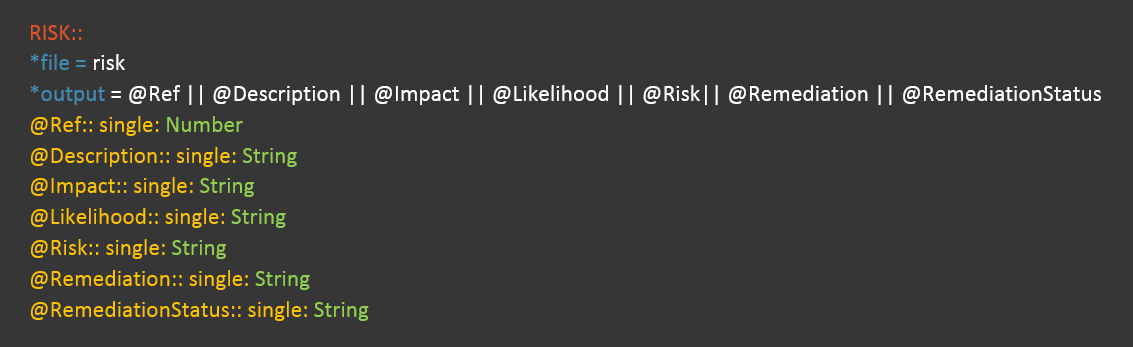 RISK::
*file = risk
*output = @Ref || @Description || @Impact || @Likelihood || @Risk|| @Remediation || @RemediationStatus
@Ref:: single: Number
@Description:: single: String
@Impact:: single: String
@Likelihood:: single: String
@Risk:: single: String
@Remediation:: single: String
@RemediationStatus:: single: String